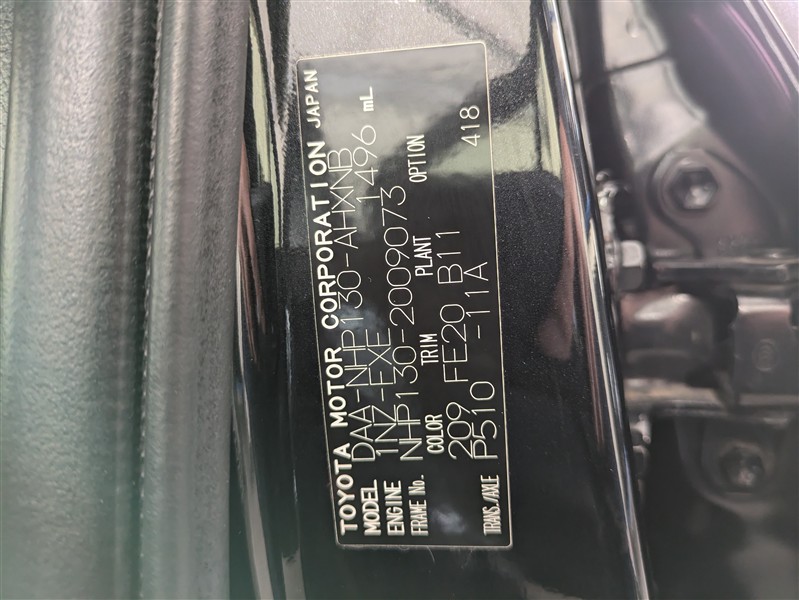 TOYOTA MOTOR CORPORATION JAPAN
MODEL DAA-NHP130-AHXNB
ENGINE 1NZ-FXE 1496 mL
FRAME No. NHP130-2009073
COLOR TRIM PLANT OPTION
209 FE20 B11 418
TRANS./AXLE P510 -11A